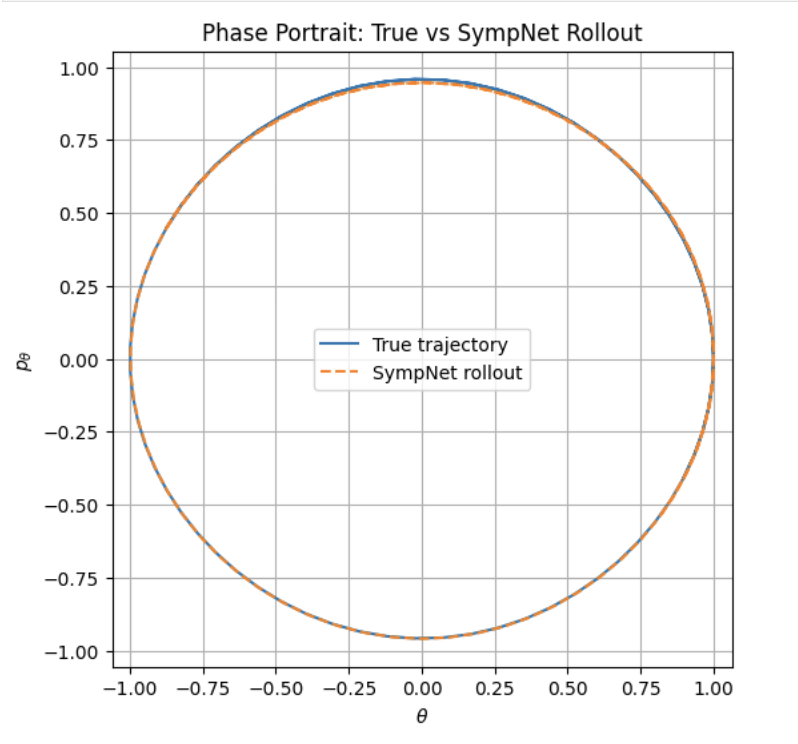 Phase Portrait: True vs SympNet Rollout
1.00
0.75
0.50
0.25
0.00
−0.25
−0.50
−0.75
−1.00
pθ
True trajectory
SympNet rollout
−1.00 −0.75 −0.50 −0.25 0.00 0.25 0.50 0.75 1.00
θ